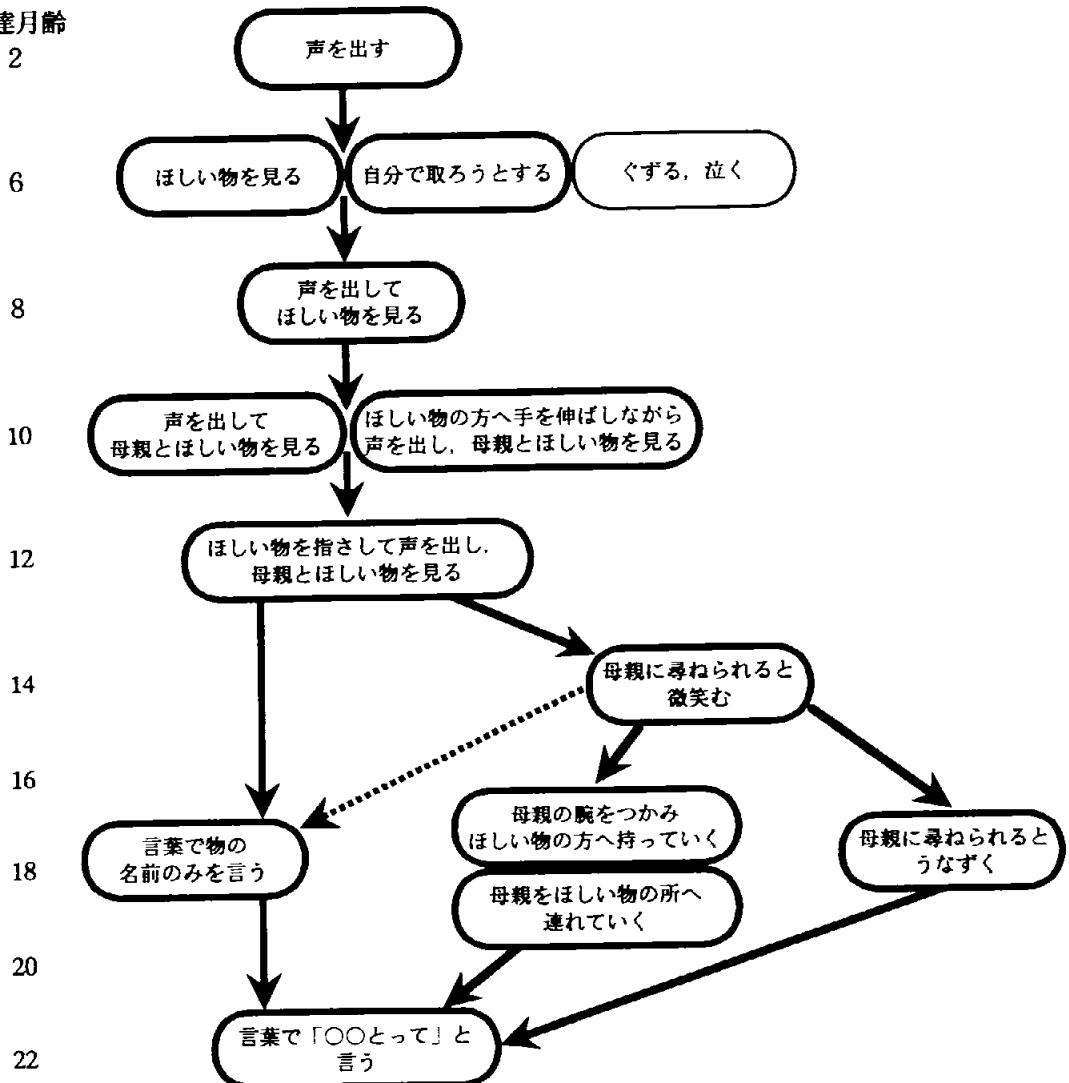 達月齢
2
声を出す
6
ほしい物を見る
自分で取ろうとする
ぐずる，泣く
8
声を出して
ほしい物を見る
10
声を出して
母親とほしい物を見る
ほしい物の方へ手を伸ばしながら
声を出し，母親とほしい物を見る
12
ほしい物を指さして声を出し，
母親とほしい物を見る
14
母親に尋ねられると
微笑む
16
母親の腕をつかみ
ほしい物の方へ持っていく
18
言葉で物の
名前のみを言う
母親に尋ねられると
うなずく
母親をほしい物の所へ
連れていく
20
22
言葉で「○○とって」と
言う